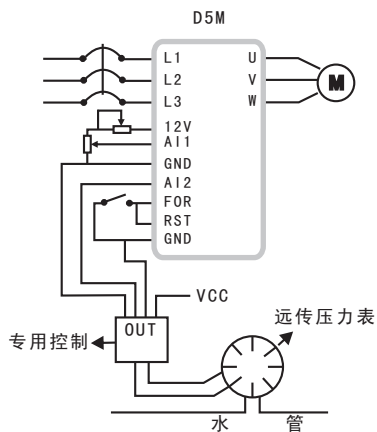 D5M
L1 U
L2 V
L3 W
M
12V
AI1
GND
AI2
FOR
RST
GND
VCC
OUT
专用控制
远传压力表
水 管